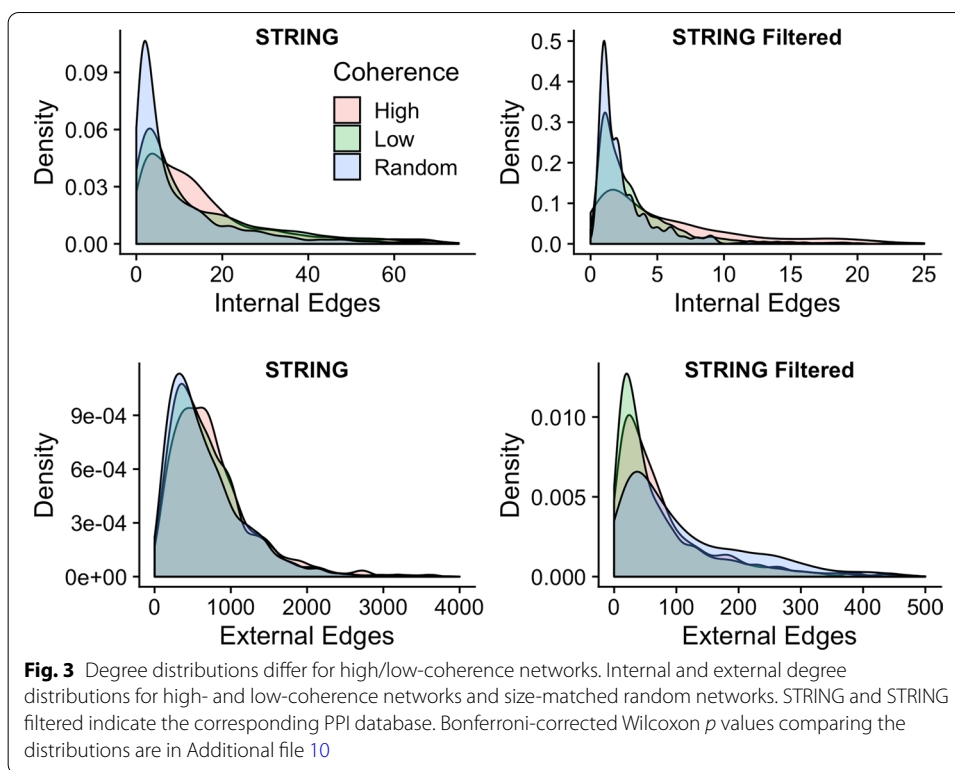 STRING
Density
0.09
0.06
0.03
0.00
0 20 40 60
Internal Edges
Coherence
High
Low
Random
STRING Filtered
Density
0.5
0.4
0.3
0.2
0.1
0.0
0 5 10 15 20 25
Internal Edges
STRING
Density
9e-04
6e-04
3e-04
0e+00
0 1000 2000 3000 4000
External Edges
STRING Filtered
Density
0.010
0.005
0.000
0 100 200 300 400 500
External Edges
Fig. 3 Degree distributions differ for high/low-coherence networks. Internal and external degree
distributions for high- and low-coherence networks and size-matched random networks. STRING and STRING
filtered indicate the corresponding PPI database. Bonferroni-corrected Wilcoxon p values comparing the
distributions are in Additional file 10